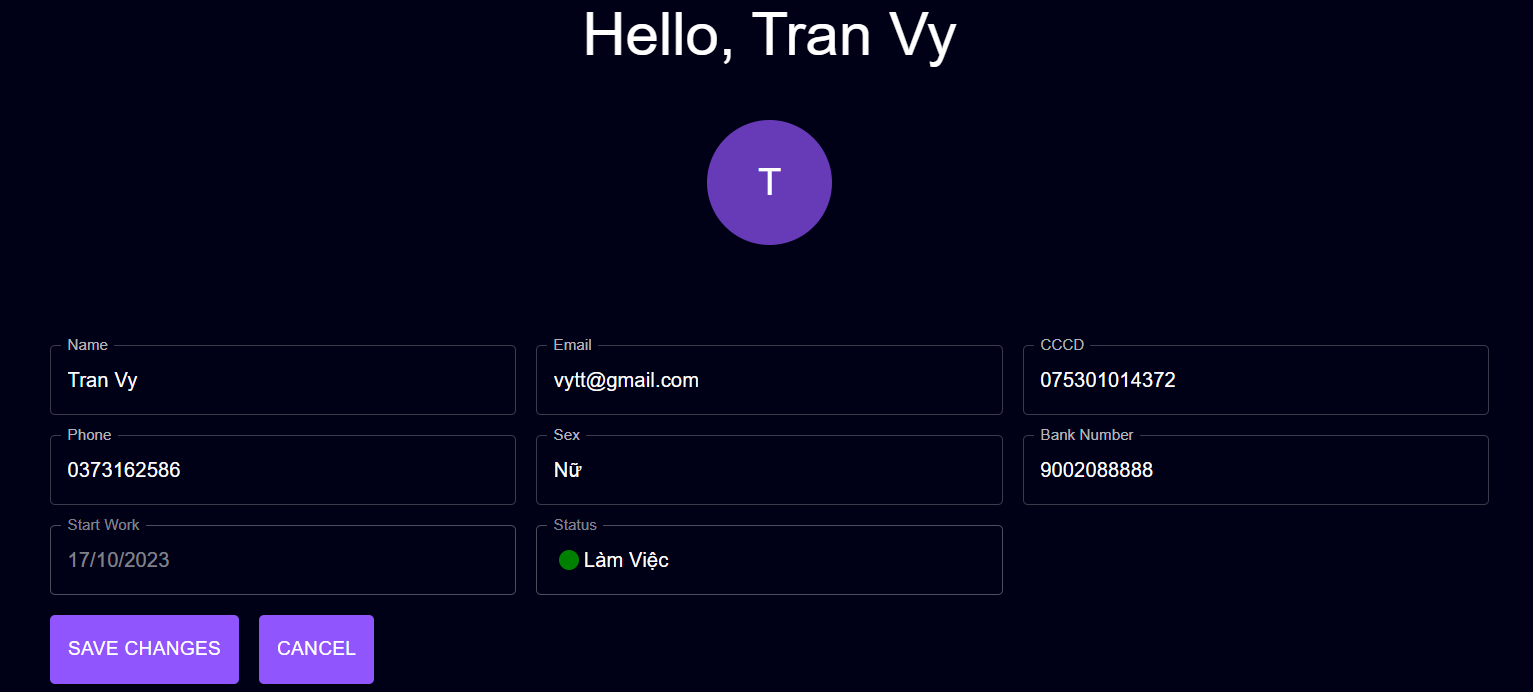 Hello, Tran Vy
T
Name
Tran Vy
Email
vytt@gmail.com
CCCD
075301014372
Phone
0373162586
Sex
Nữ
Bank Number
9002088888
Start Work
17/10/2023
Status
Làm Việc
SAVE CHANGES
CANCEL